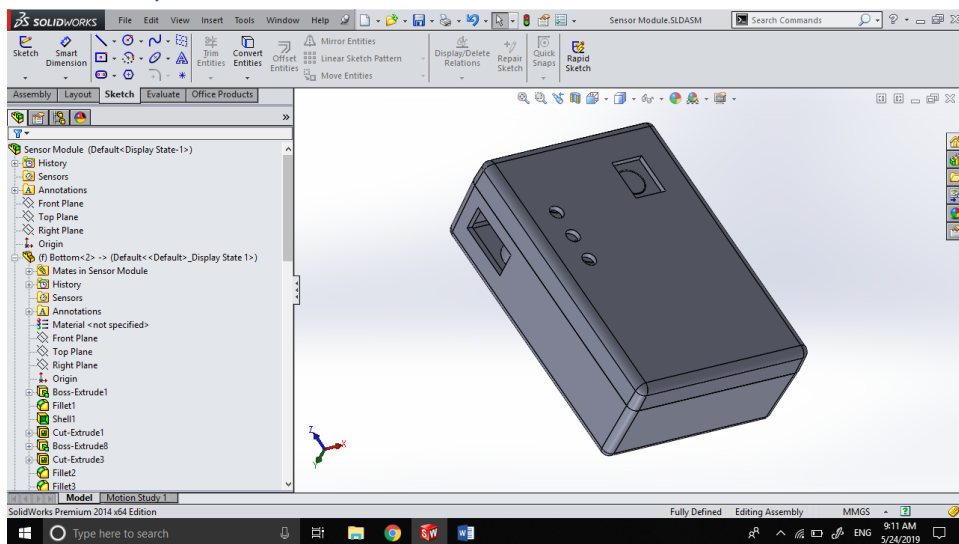 SOLIDWORKS File Edit View Insert Tools Window Help Sensor Module.SLDASM Search Commands
Sketch Smart Dimension Trim Entities Convert Entities Offset Entities Mirror Entities Linear Sketch Pattern Move Entities Display/Delete Relations Repair Sketch Quick Snaps Rapid Sketch
Assembly Layout Sketch Evaluate Office Products
Sensor Module (Default<Display State-1>)
History
Sensors
Annotations
Front Plane
Top Plane
Right Plane
Origin
(f) Bottom<2> -> (Default<<Default>_Display State 1>)
Mates in Sensor Module
History
Sensors
Annotations
Material <not specified>
Front Plane
Top Plane
Right Plane
Origin
Boss-Extrude1
Fillet1
Shell1
Cut-Extrude1
Boss-Extrude8
Cut-Extrude3
Fillet2
Fillet3
Z
X
Y
Model Motion Study 1
SolidWorks Premium 2014 x64 Edition Fully Defined Editing Assembly MMGS
Type here to search ENG 9:11 AM
5/24/2019